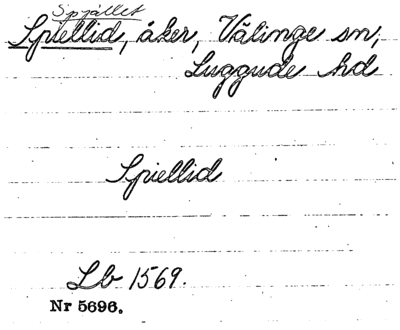 Spjället
Spiellid, åker, Välinge sn,
Luggude hd
Spiellid
Lb 1569.
Nr 5696.